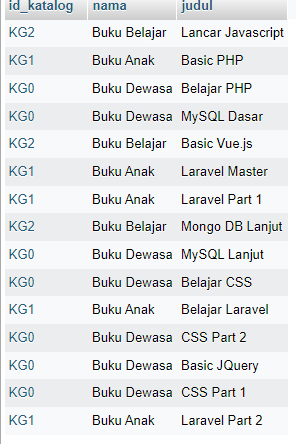 id_katalog nama judul
KG2 Buku Belajar Lancar Javascript
KG1 Buku Anak Basic PHP
KG0 Buku Dewasa Belajar PHP
KG0 Buku Dewasa MySQL Dasar
KG2 Buku Belajar Basic Vue.js
KG1 Buku Anak Laravel Master
KG1 Buku Anak Laravel Part 1
KG2 Buku Belajar Mongo DB Lanjut
KG0 Buku Dewasa MySQL Lanjut
KG0 Buku Dewasa Belajar CSS
KG1 Buku Anak Belajar Laravel
KG0 Buku Dewasa CSS Part 2
KG0 Buku Dewasa Basic JQuery
KG0 Buku Dewasa CSS Part 1
KG1 Buku Anak Laravel Part 2